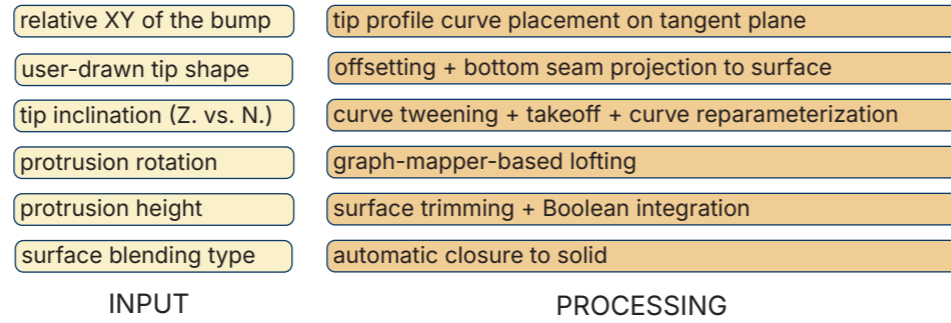 relative XY of the bump
user-drawn tip shape
tip inclination (Z. vs. N.)
protrusion rotation
protrusion height
surface blending type
INPUT
tip profile curve placement on tangent plane
offsetting + bottom seam projection to surface
curve tweening + takeoff + curve reparameterization
graph-mapper-based lofting
surface trimming + Boolean integration
automatic closure to solid
PROCESSING